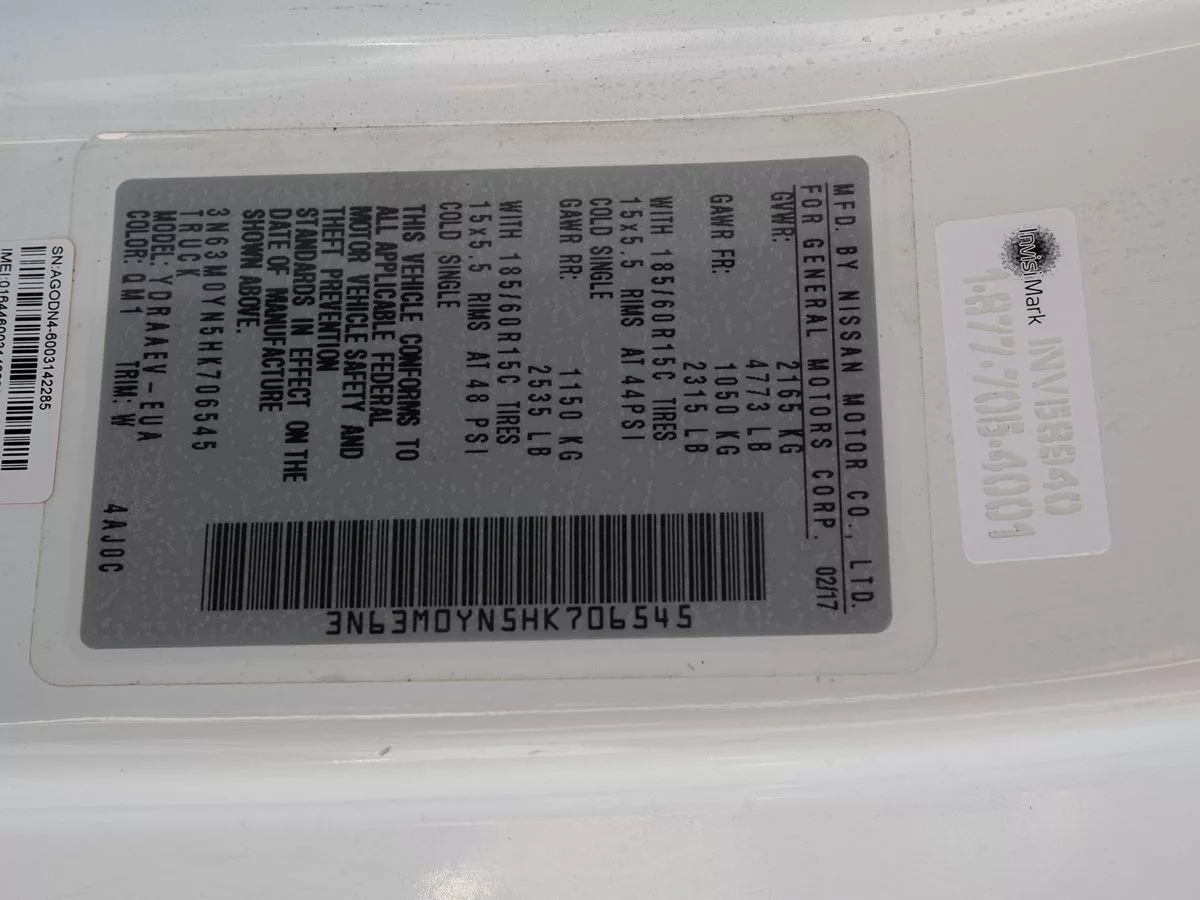 MFD. BY NISSAN MOTOR CO., LTD.
FOR GENERAL MOTORS CORP. 02/17
GVWR: 2165 KG
4773 LB
GAWR FR: 1050 KG
2315 LB
WITH 185/60R15C TIRES
15x5.5 RIMS AT 44PSI
COLD SINGLE
GAWR RR: 1150 KG
2535 LB
WITH 185/60R15C TIRES
15x5.5 RIMS AT 48 PSI
COLD SINGLE
THIS VEHICLE CONFORMS TO
ALL APPLICABLE FEDERAL
MOTOR VEHICLE SAFETY AND
THEFT PREVENTION
STANDARDS IN EFFECT ON THE
DATE OF MANUFACTURE
SHOWN ABOVE.
3N63M0YN5HK706545
TRUCK
MODEL:YDRAAEV-EUA
COLOR: QM1 TRIM: W 4AJ0C
3N63M0YN5HK706545
InvisiMark
INV588940
1.877.705.4001
SN:AGODN4-6003142285